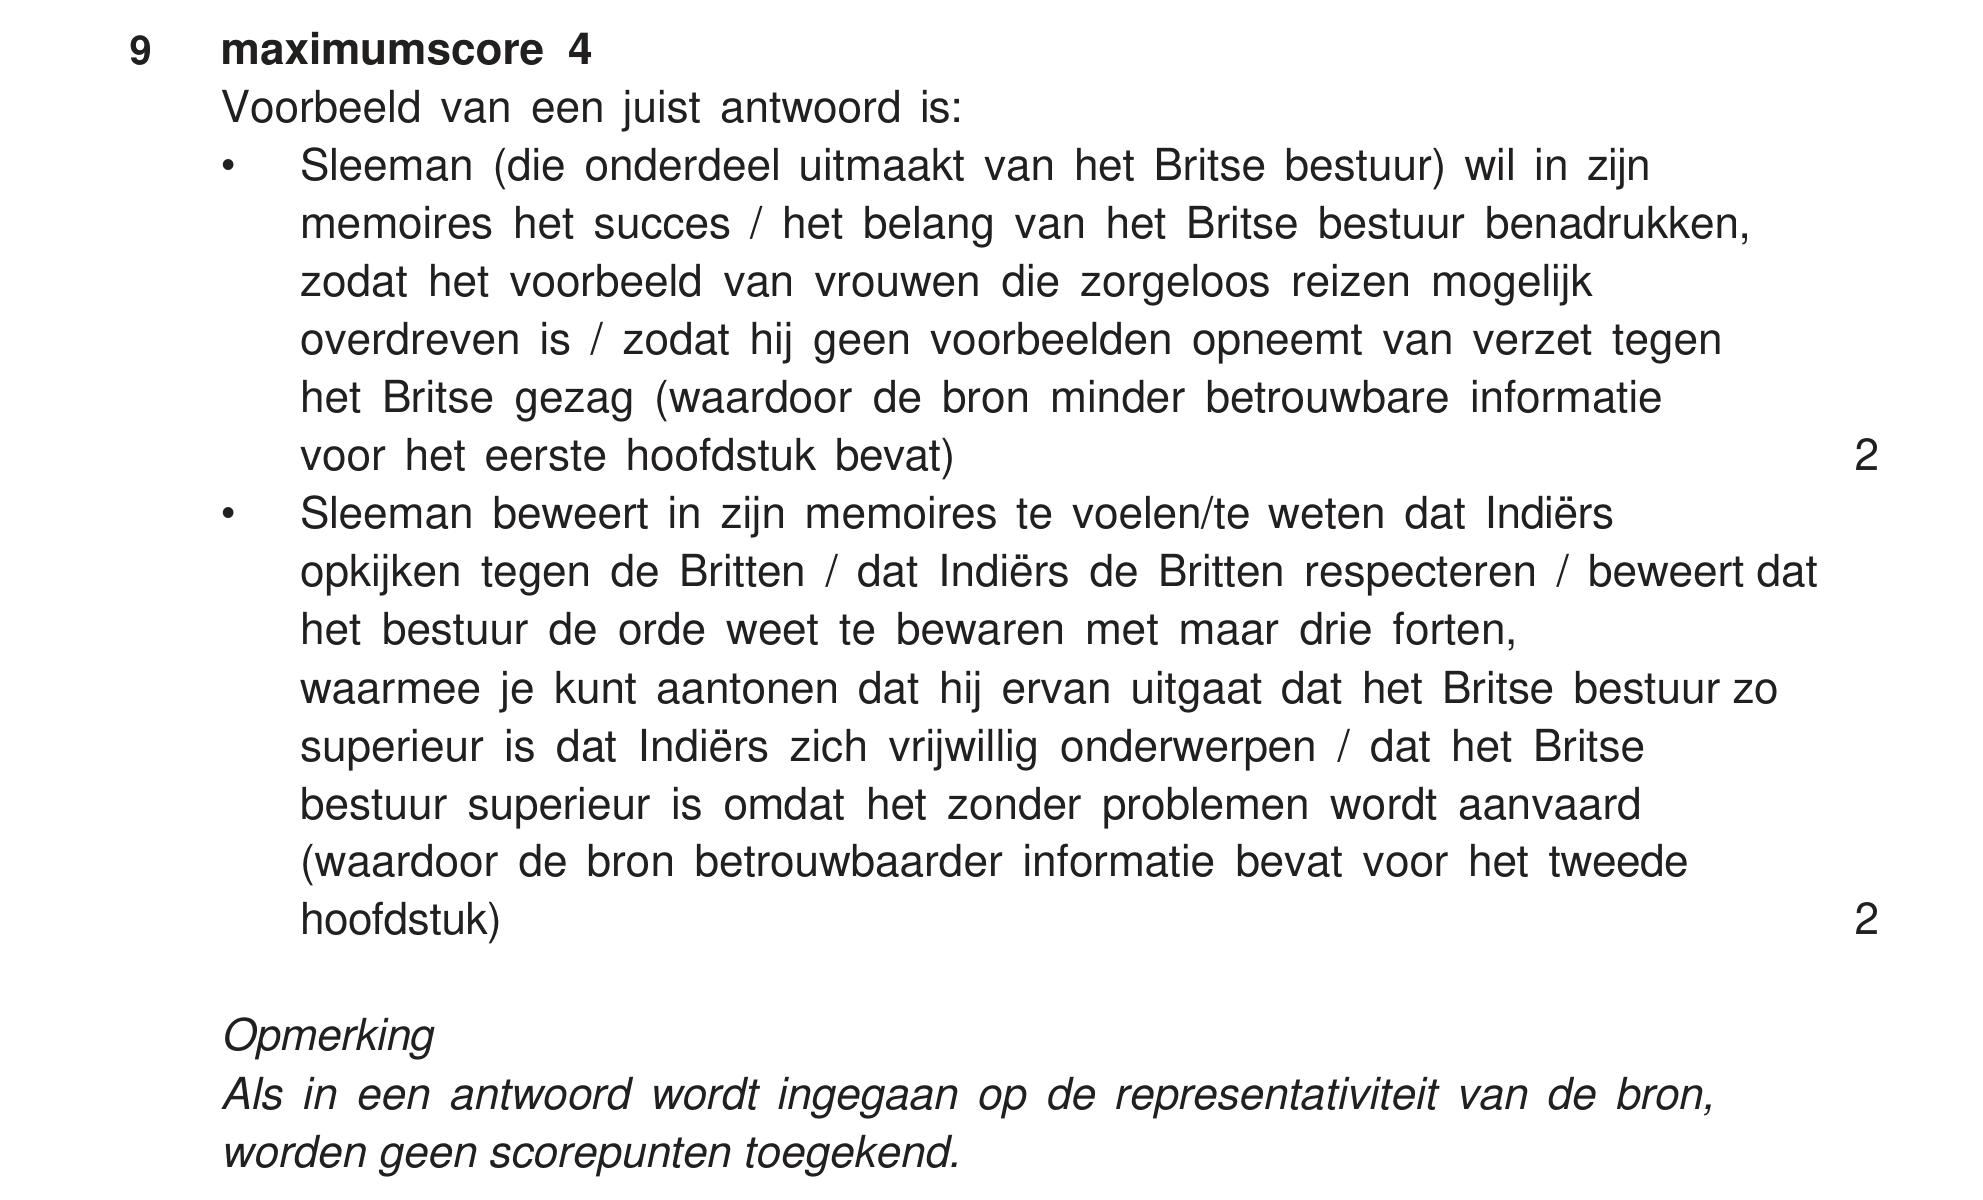 9 maximumscore 4
Voorbeeld van een juist antwoord is:
• Sleeman (die onderdeel uitmaakt van het Britse bestuur) wil in zijn
memoires het succes / het belang van het Britse bestuur benadrukken,
zodat het voorbeeld van vrouwen die zorgeloos reizen mogelijk
overdreven is / zodat hij geen voorbeelden opneemt van verzet tegen
het Britse gezag (waardoor de bron minder betrouwbare informatie
voor het eerste hoofdstuk bevat) 2
• Sleeman beweert in zijn memoires te voelen/te weten dat Indiërs
opkijken tegen de Britten / dat Indiërs de Britten respecteren / beweert dat
het bestuur de orde weet te bewaren met maar drie forten,
waarmee je kunt aantonen dat hij ervan uitgaat dat het Britse bestuur zo
superieur is dat Indiërs zich vrijwillig onderwerpen / dat het Britse
bestuur superieur is omdat het zonder problemen wordt aanvaard
(waardoor de bron betrouwbaarder informatie bevat voor het tweede
hoofdstuk) 2
Opmerking
Als in een antwoord wordt ingegaan op de representativiteit van de bron,
worden geen scorepunten toegekend.